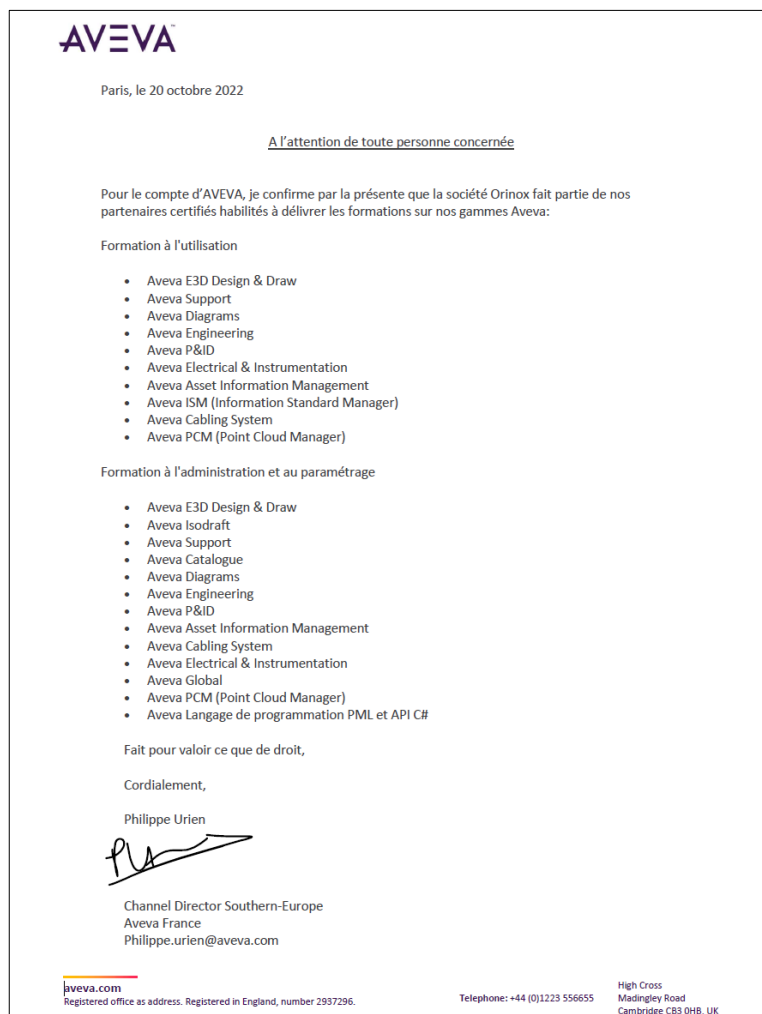 AVEVA™
Paris, le 20 octobre 2022
A l'attention de toute personne concernée
Pour le compte d'AVEVA, je confirme par la présente que la société Orinox fait partie de nos
partenaires certifiés habilités à délivrer les formations sur nos gammes Aveva:
Formation à l'utilisation
• Aveva E3D Design & Draw
• Aveva Support
• Aveva Diagrams
• Aveva Engineering
• Aveva P&ID
• Aveva Electrical & Instrumentation
• Aveva Asset Information Management
• Aveva ISM (Information Standard Manager)
• Aveva Cabling System
• Aveva PCM (Point Cloud Manager)
Formation à l'administration et au paramétrage
• Aveva E3D Design & Draw
• Aveva Isodraft
• Aveva Support
• Aveva Catalogue
• Aveva Diagrams
• Aveva Engineering
• Aveva P&ID
• Aveva Asset Information Management
• Aveva Cabling System
• Aveva Electrical & Instrumentation
• Aveva Global
• Aveva PCM (Point Cloud Manager)
• Aveva Langage de programmation PML et API C#
Fait pour valoir ce que de droit,
Cordialement,
Philippe Urien
Channel Director Southern-Europe
Aveva France
Philippe.urien@aveva.com
aveva.com
Registered office as address. Registered in England, number 2937296.
Telephone: +44 (0)1223 556655
High Cross
Madingley Road
Cambridge CB3 0HB, UK